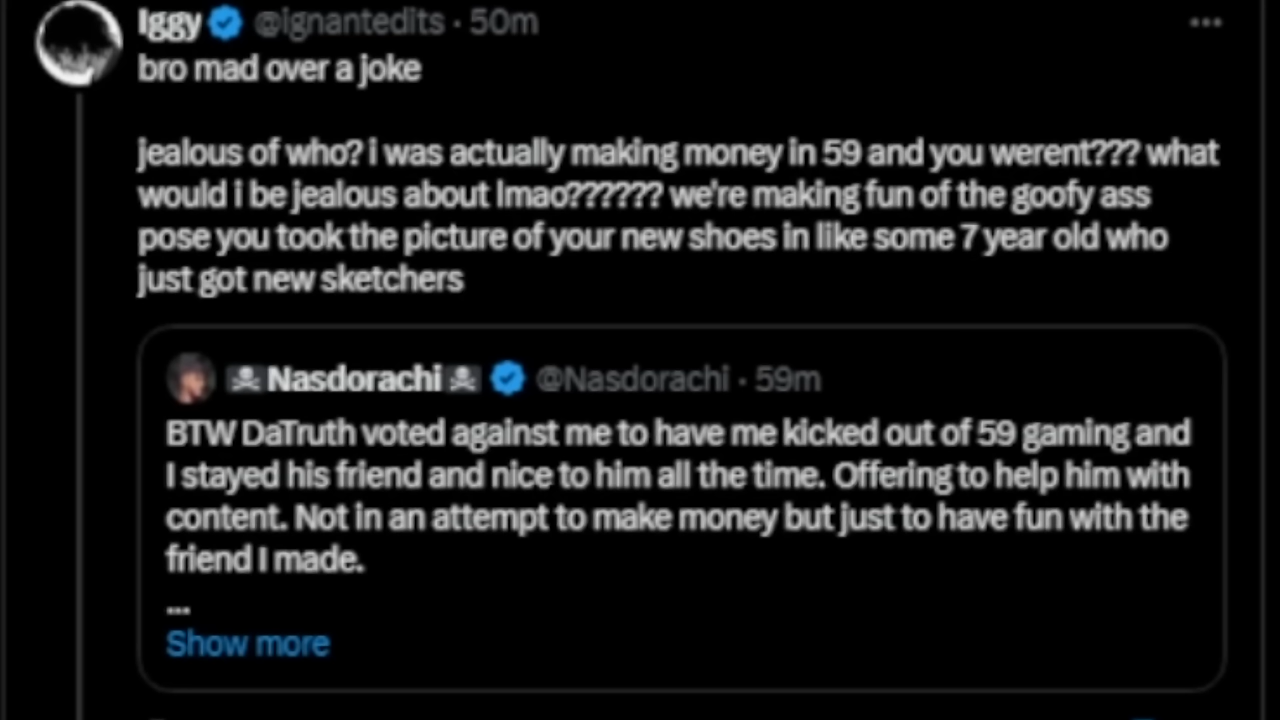 Iggy @ignantedits · 50m
bro mad over a joke
jealous of who? i was actually making money in 59 and you werent??? what
would i be jealous about lmao?????? we're making fun of the goofy ass
pose you took the picture of your new shoes in like some 7 year old who
just got new sketchers
☠Nasdorachi☠ @Nasdorachi · 59m
BTW DaTruth voted against me to have me kicked out of 59 gaming and
I stayed his friend and nice to him all the time. Offering to help him with
content. Not in an attempt to make money but just to have fun with the
friend I made.
...
Show more